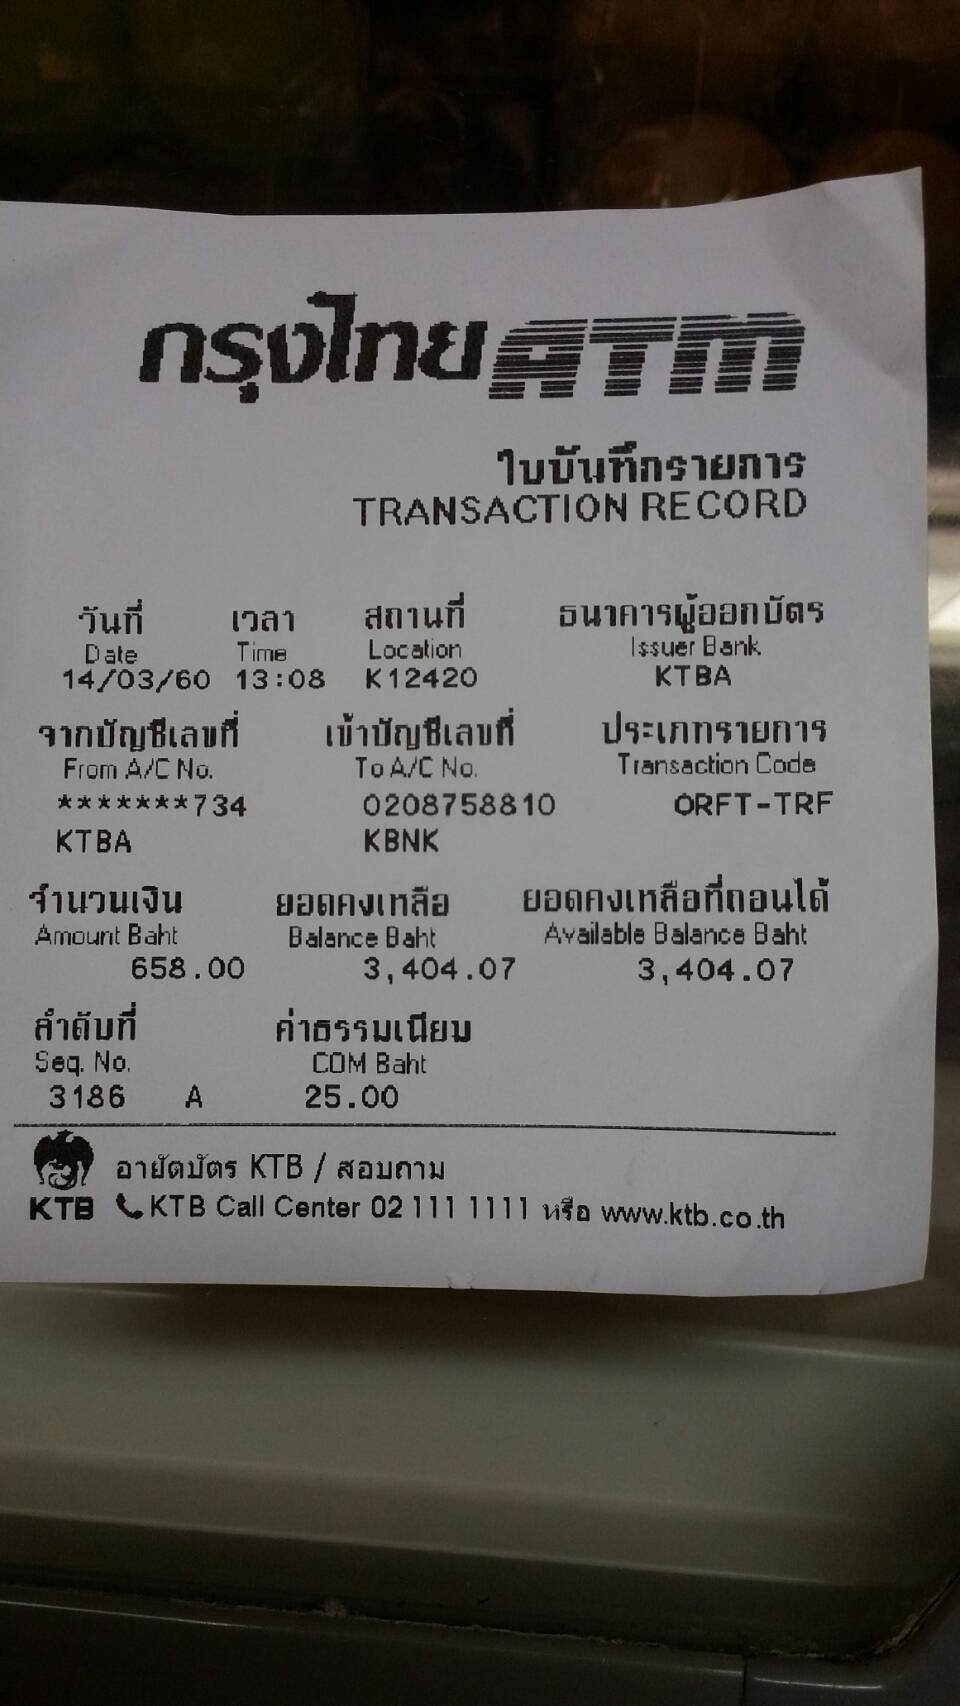 กรุงไทย ATM
ใบบันทึกรายการ
TRANSACTION RECORD
วันที่ เวลา สถานที่ ธนาคารผู้ออกบัตร
Date Time Location Issuer Bank
14/03/60 13:08 K12420 KTBA
จากบัญชีเลขที่ เข้าบัญชีเลขที่ ประเภทรายการ
From A/C No. To A/C No. Transaction Code
*******734 0208758810 ORFT-TRF
KTBA KBNK
จำนวนเงิน ยอดคงเหลือ ยอดคงเหลือที่ถอนได้
Amount Baht Balance Baht Available Balance Baht
658.00 3,404.07 3,404.07
ลำดับที่ ค่าธรรมเนียม
Seq. No. COM Baht
3186 A 25.00
อายัดบัตร KTB / สอบถาม
KTB KTB Call Center 02 111 1111 หรือ www.ktb.co.th